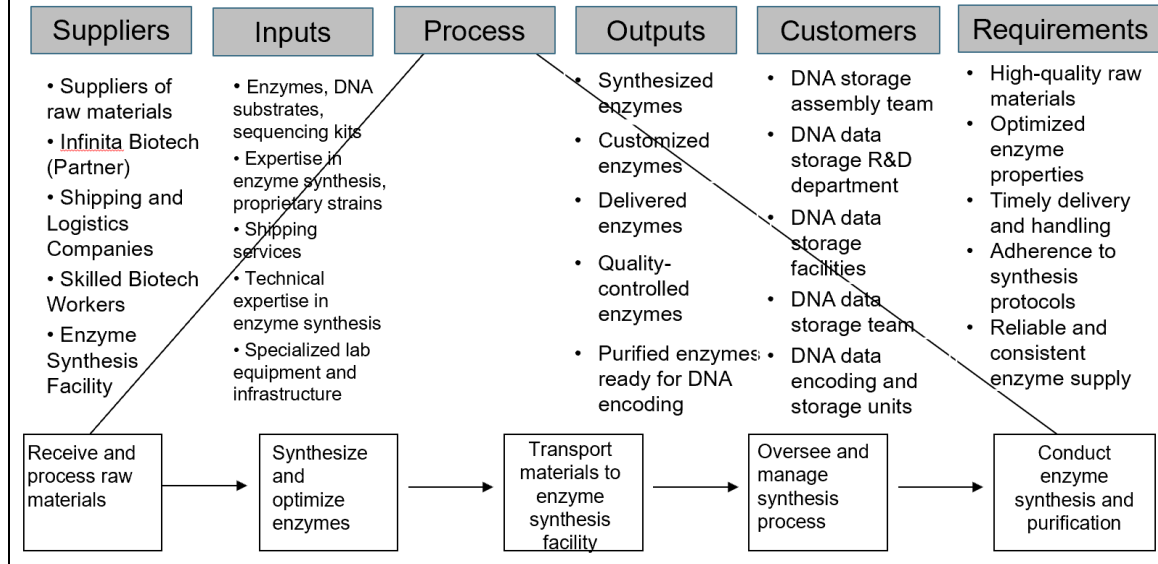 Suppliers
Inputs
Process
Outputs
Customers
Requirements
• Suppliers of
raw materials
• Infinita Biotech
(Partner)
• Shipping and
Logistics
Companies
• Skilled Biotech
Workers
• Enzyme
Synthesis
Facility
• Enzymes, DNA
substrates,
sequencing kits
• Expertise in
enzyme synthesis,
proprietary strains
• Shipping
services
• Technical
expertise in
enzyme synthesis
• Specialized lab
equipment and
infrastructure
• Synthesized
enzymes
• Customized
enzymes
• Delivered
enzymes
• Quality-
controlled
enzymes
• Purified enzymes
ready for DNA
encoding
• DNA storage
assembly team
• DNA data
storage R&D
department
• DNA data
storage
facilities
• DNA data
storage team
• DNA data
encoding and
storage units
• High-quality raw
materials
• Optimized
enzyme
properties
• Timely delivery
and handling
• Adherence to
synthesis
protocols
• Reliable and
consistent
enzyme supply
Receive and
process raw
materials
Synthesize
and
optimize
enzymes
Transport
materials to
enzyme
synthesis
facility
Oversee and
manage
synthesis
process
Conduct
enzyme
synthesis and
purification